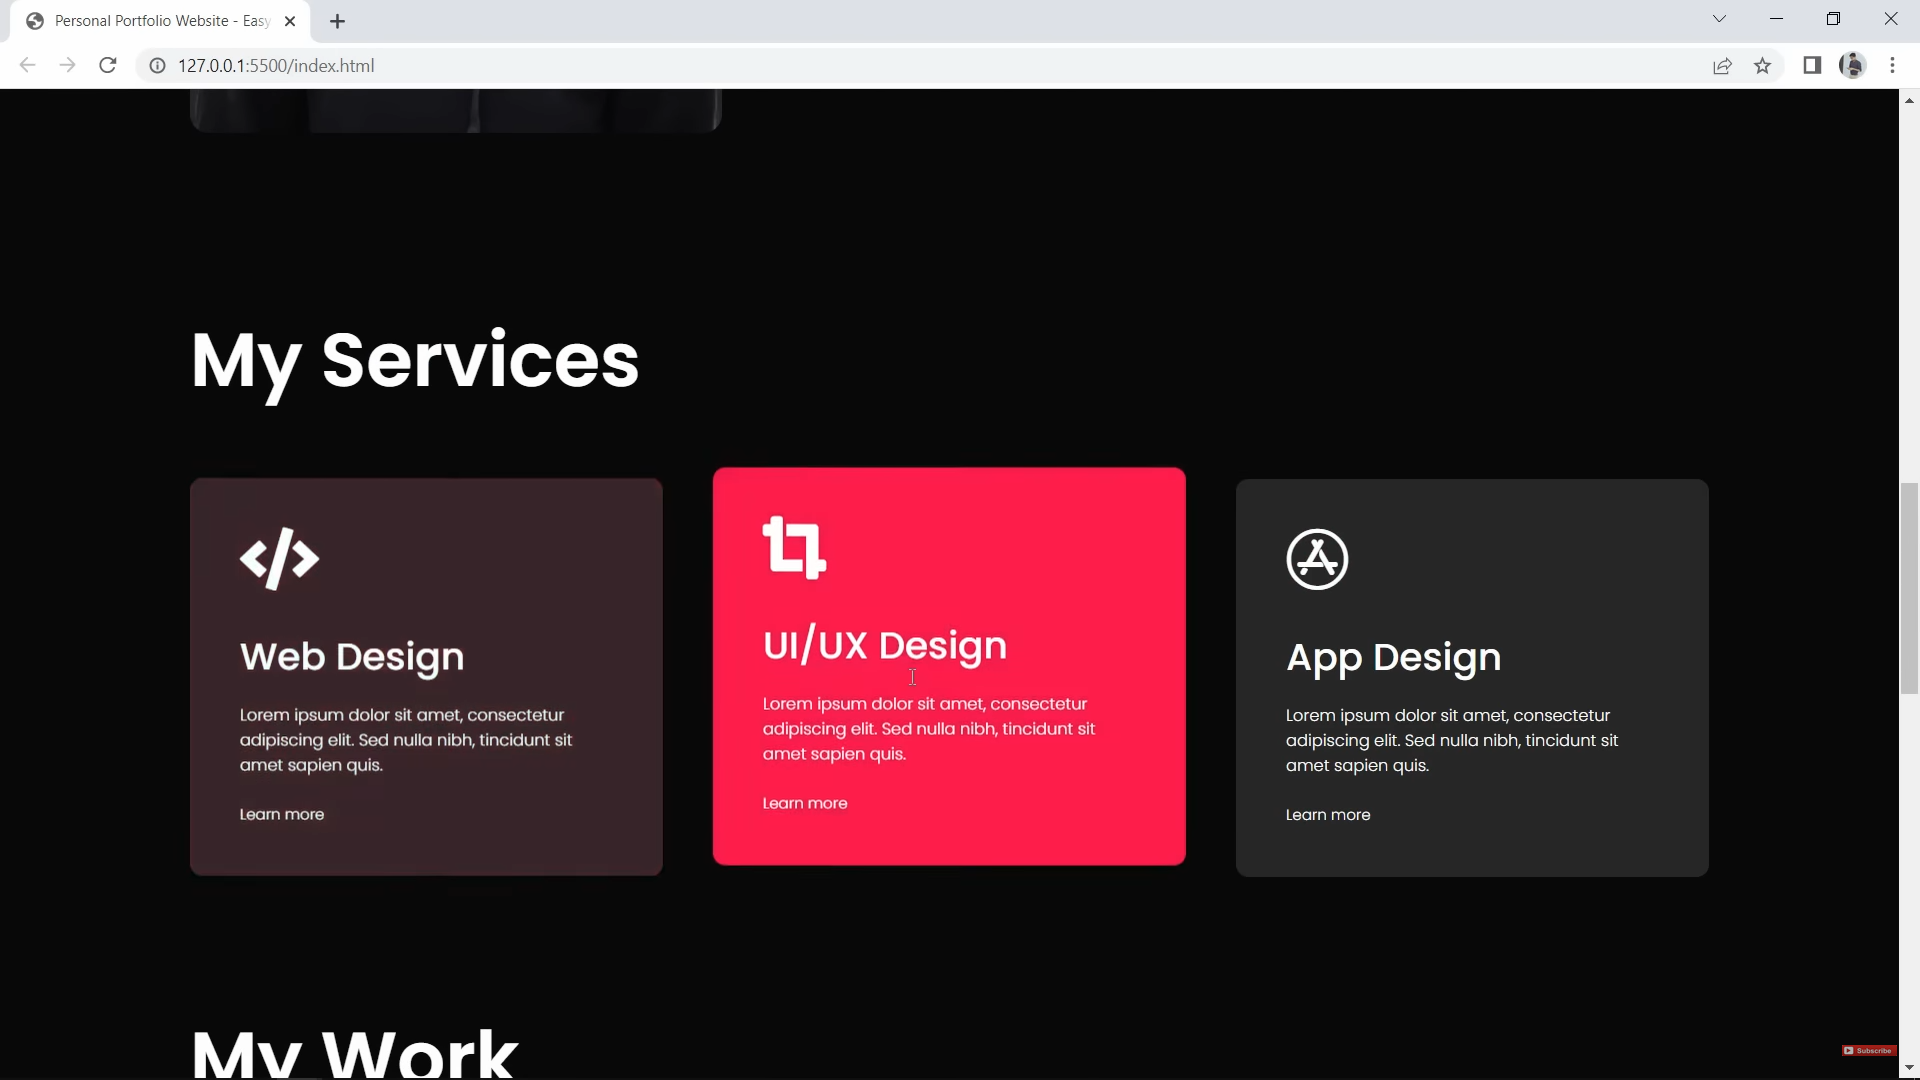 Personal Portfolio Website - Easy
127.0.0.1:5500/index.html
My Services
Web Design
Lorem ipsum dolor sit amet, consectetur
adipiscing elit. Sed nulla nibh, tincidunt sit
amet sapien quis.
Learn more
UI/UX Design
Lorem ipsum dolor sit amet, consectetur
adipiscing elit. Sed nulla nibh, tincidunt sit
amet sapien quis.
Learn more
App Design
Lorem ipsum dolor sit amet, consectetur
adipiscing elit. Sed nulla nibh, tincidunt sit
amet sapien quis.
Learn more
My Work
Subscribe